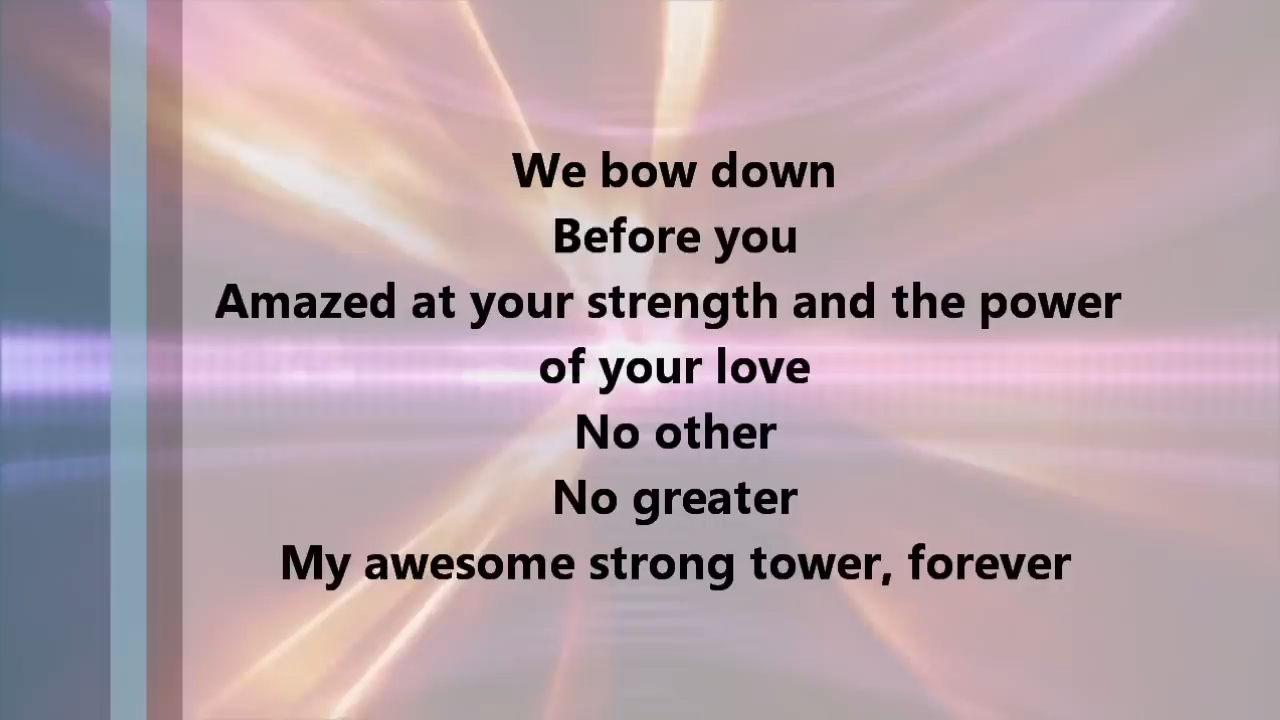 We bow down
Before you
Amazed at your strength and the power
of your love
No other
No greater
My awesome strong tower, forever